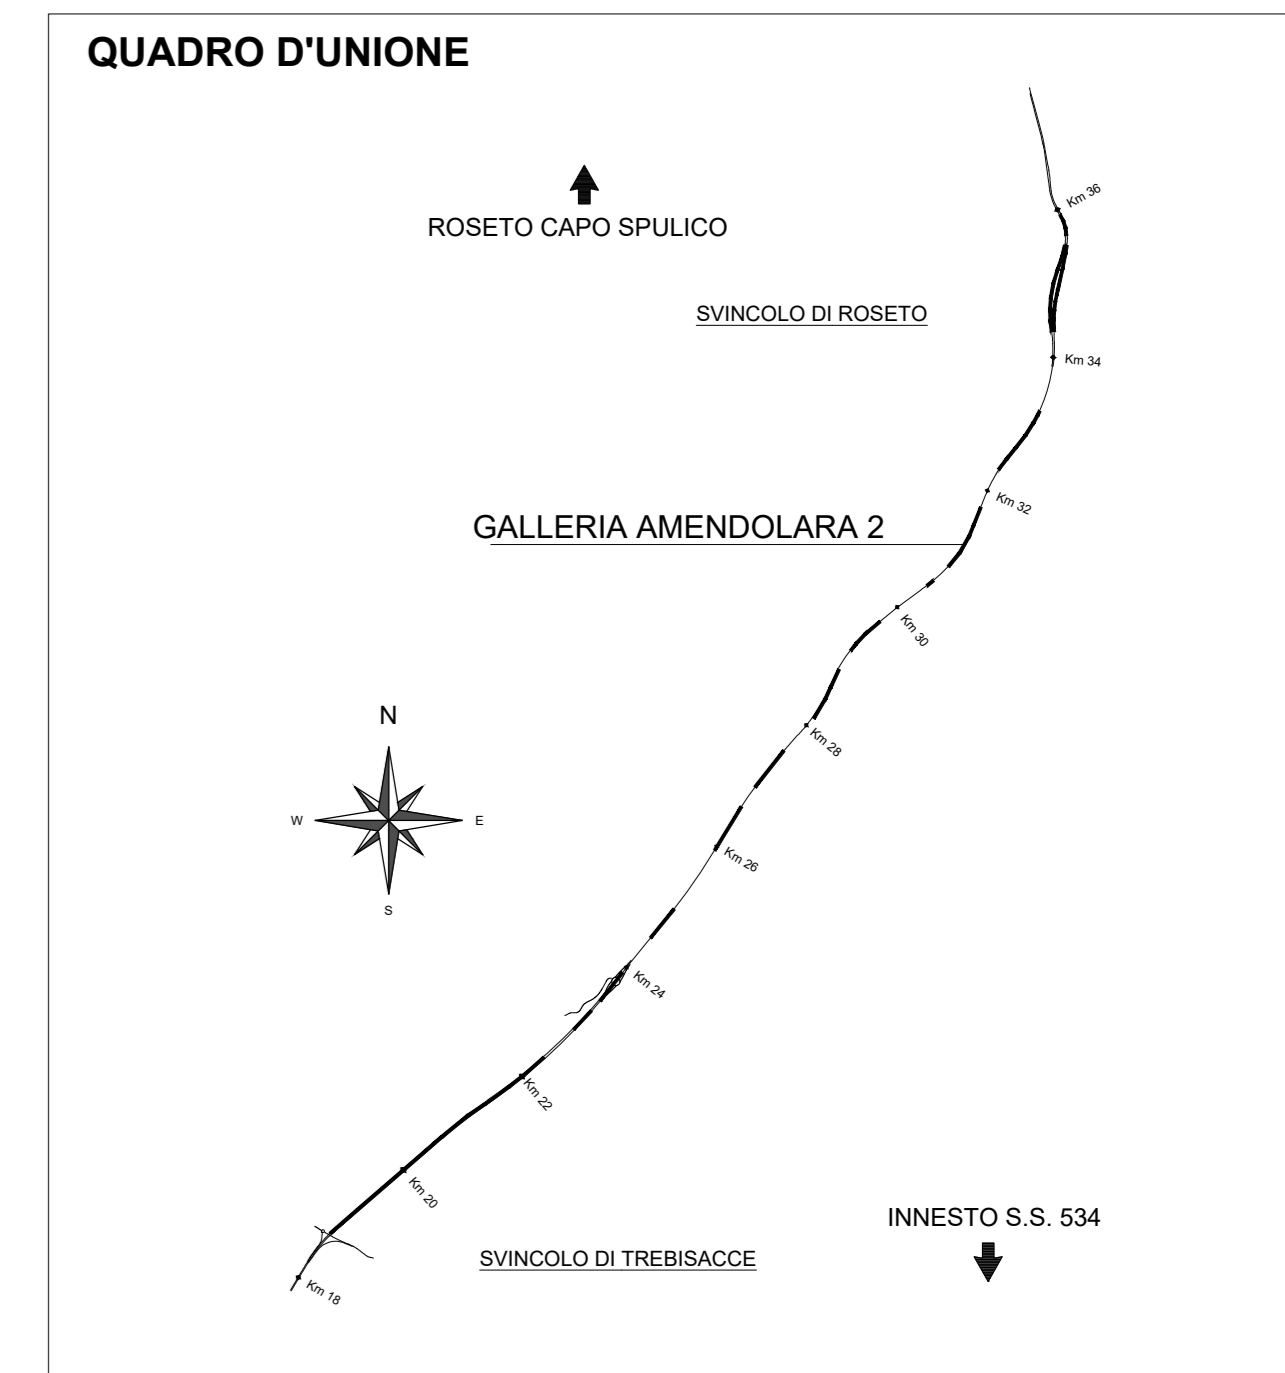 QUADRO D'UNIONE
ROSETO CAPO SPULICO
Km 36
SVINCOLO DI ROSETO
Km 34
Km 32
GALLERIA AMENDOLARA 2
Km 30
N
Km 28
W
E
Km 26
S
Km 24
Km 22
Km 20
INNESTO S.S. 534
SVINCOLO DI TREBISACCE
Km 18